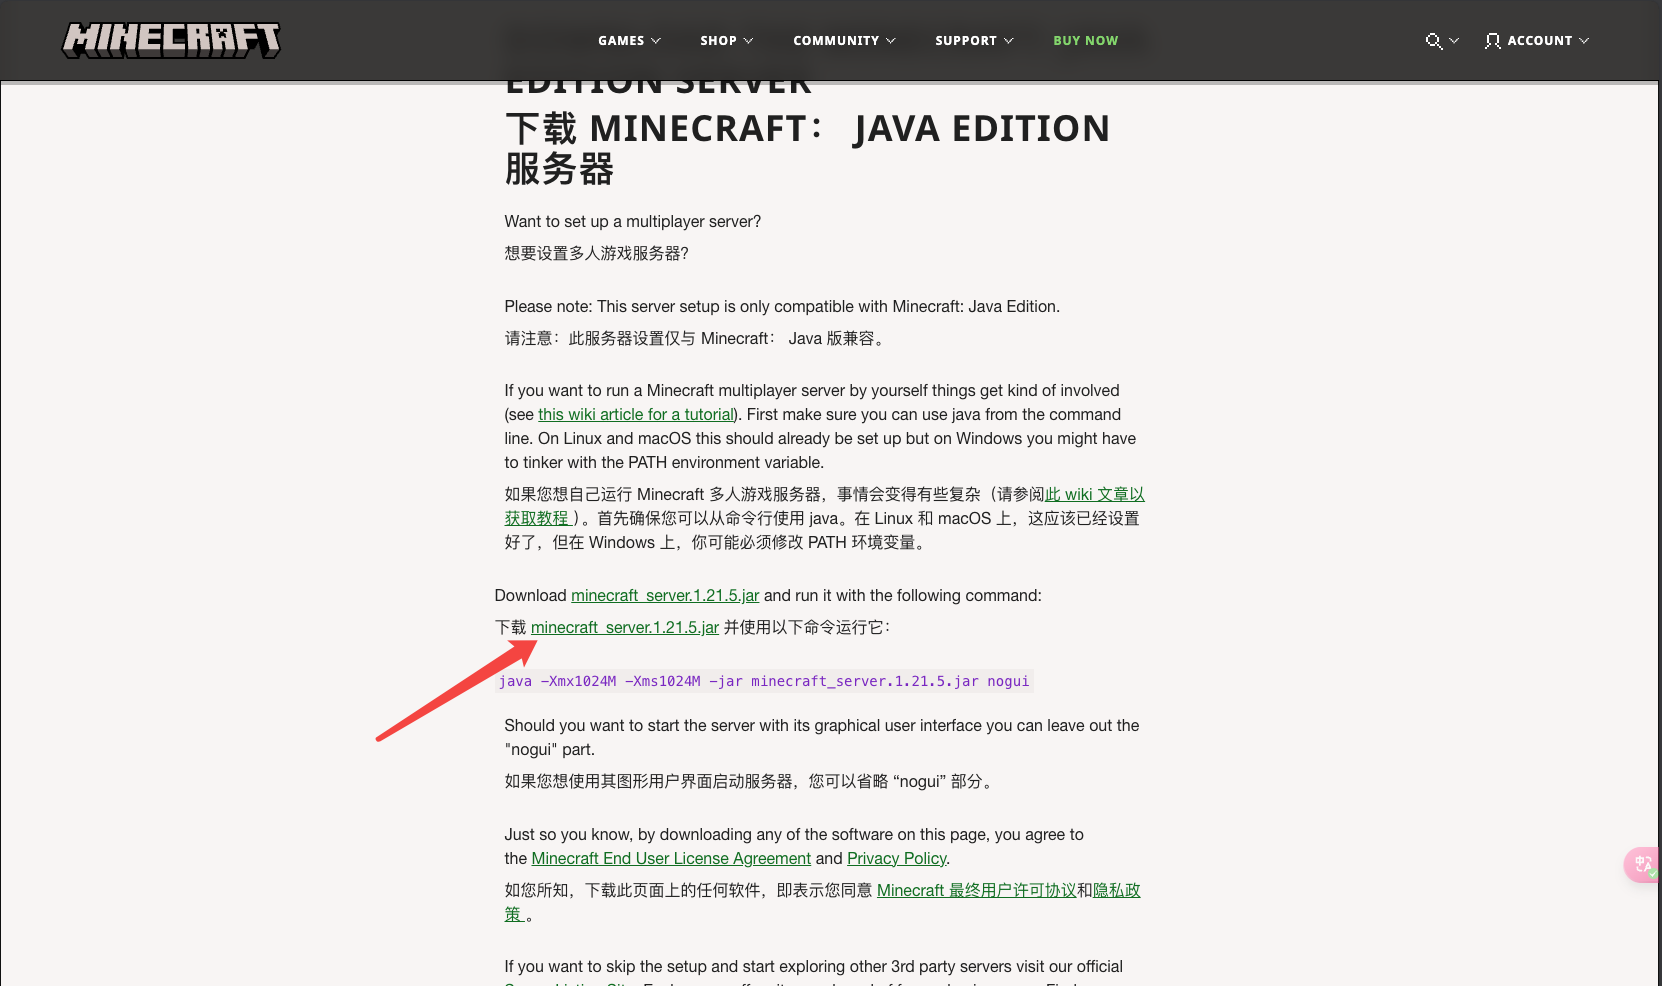 MINECRAFT
GAMES
SHOP
COMMUNITY
SUPPORT
BUY NOW
ACCOUNT
EDITION SERVER
下载 MINECRAFT： JAVA EDITION
服务器
Want to set up a multiplayer server?
想要设置多人游戏服务器？
Please note: This server setup is only compatible with Minecraft: Java Edition.
请注意：此服务器设置仅与 Minecraft： Java 版兼容。
If you want to run a Minecraft multiplayer server by yourself things get kind of involved
(see this wiki article for a tutorial). First make sure you can use java from the command
line. On Linux and macOS this should already be set up but on Windows you might have
to tinker with the PATH environment variable.
如果您想自己运行 Minecraft 多人游戏服务器，事情会变得有些复杂（请参阅此 wiki 文章以
获取教程 ）。首先确保您可以从命令行使用 java。在 Linux 和 macOS 上，这应该已经设置
好了，但在 Windows 上，你可能必须修改 PATH 环境变量。
Download minecraft_server.1.21.5.jar and run it with the following command:
下载 minecraft_server.1.21.5.jar 并使用以下命令运行它：
java -Xmx1024M -Xms1024M -jar minecraft_server.1.21.5.jar nogui
Should you want to start the server with its graphical user interface you can leave out the
"nogui" part.
如果您想使用其图形用户界面启动服务器，您可以省略 “nogui” 部分。
Just so you know, by downloading any of the software on this page, you agree to
the Minecraft End User License Agreement and Privacy Policy.
如您所知，下载此页面上的任何软件，即表示您同意 Minecraft 最终用户许可协议和隐私政
策 。
If you want to skip the setup and start exploring other 3rd party servers visit our official